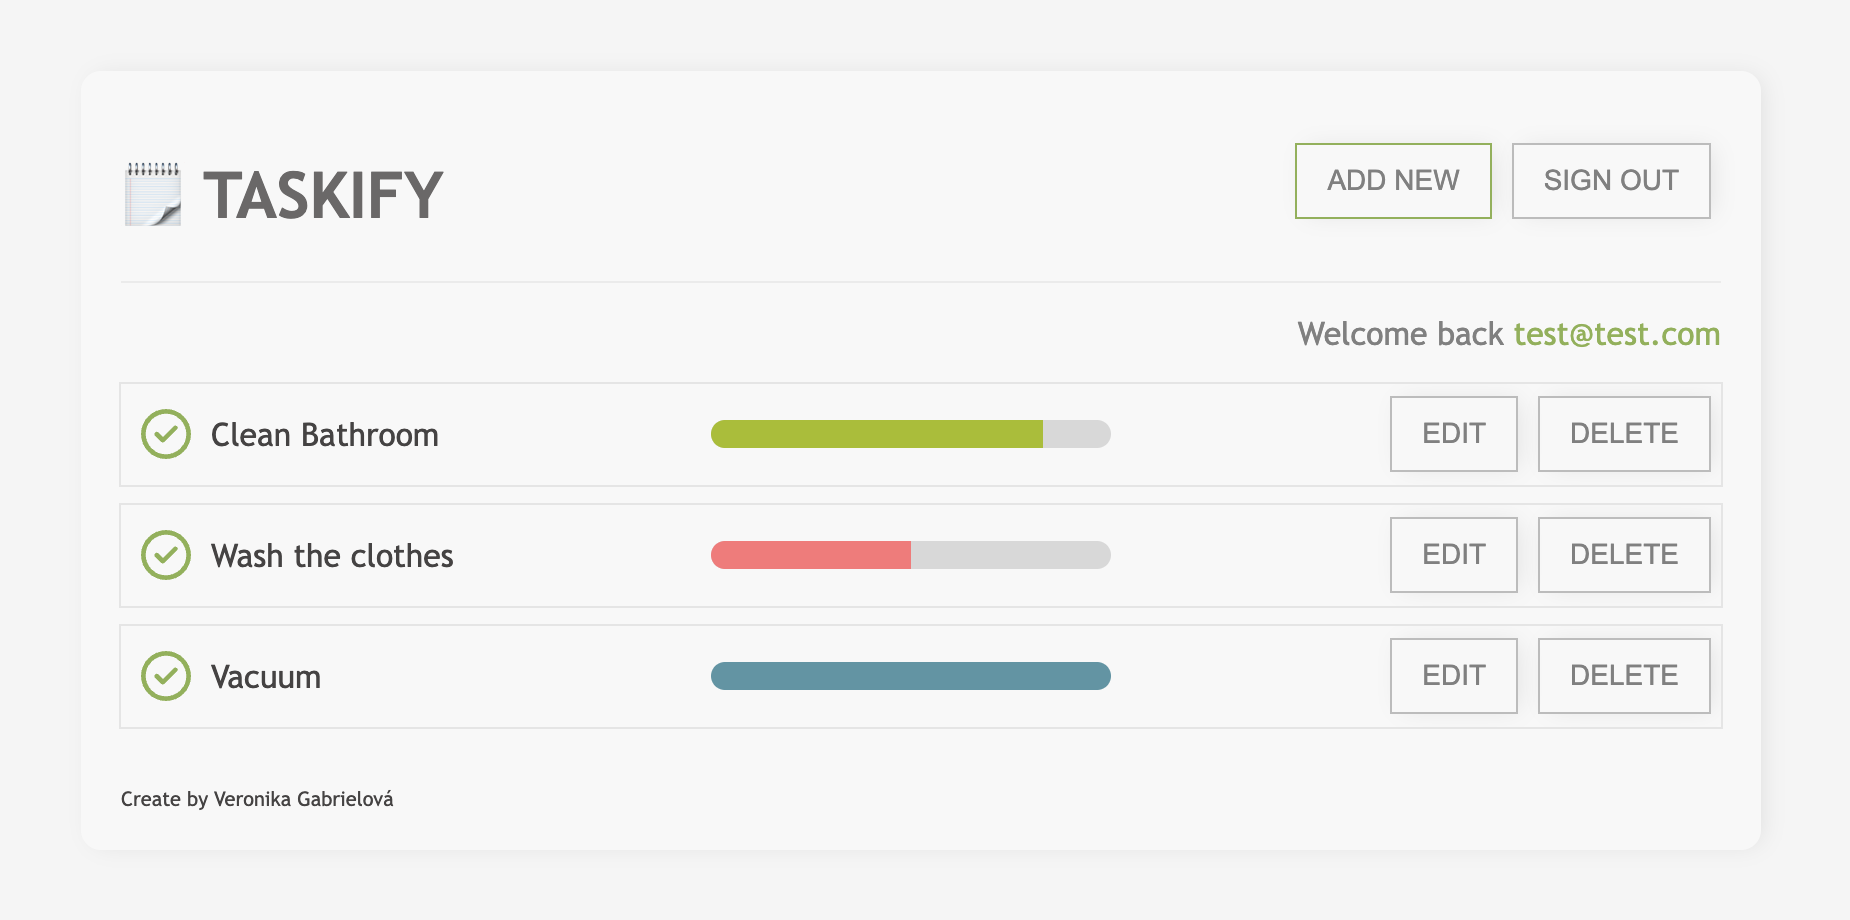 TASKIFY
ADD NEW
SIGN OUT
Welcome back test@test.com
Clean Bathroom
EDIT
DELETE
Wash the clothes
EDIT
DELETE
Vacuum
EDIT
DELETE
Create by Veronika Gabrielová